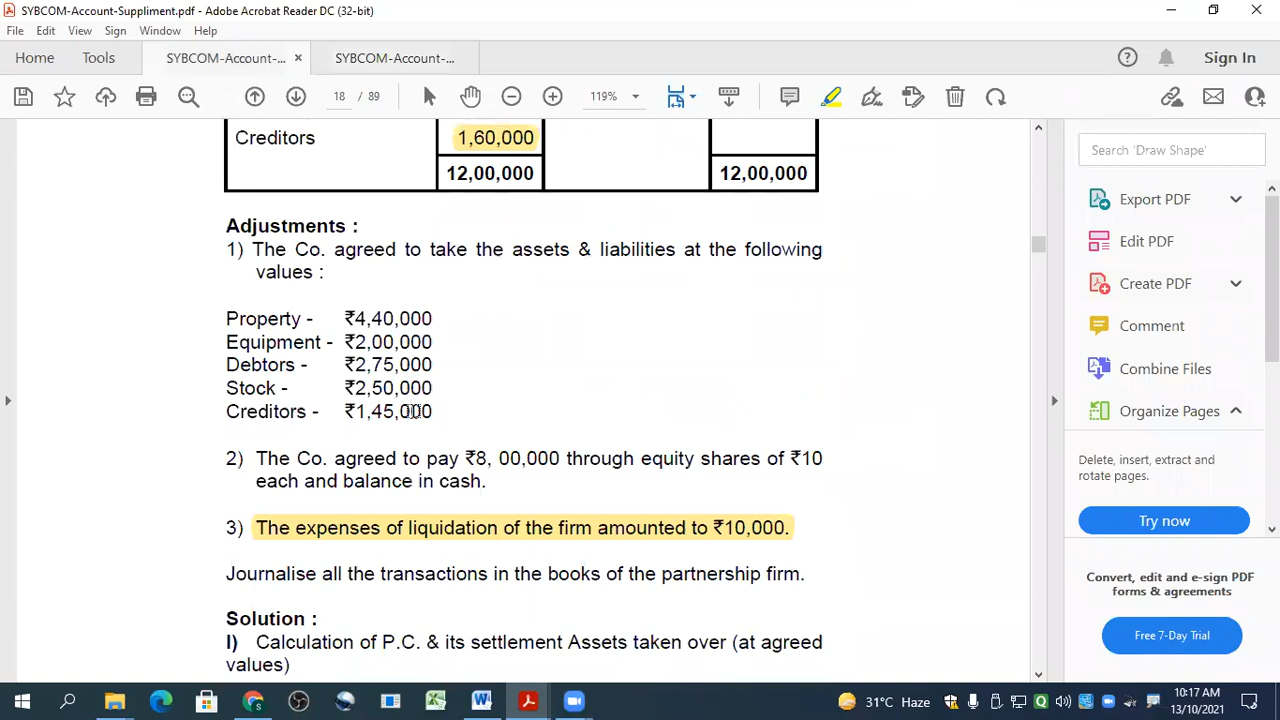 SYBCOM-Account-Suppliment.pdf - Adobe Acrobat Reader DC (32-bit)
File Edit View Sign Window Help
Home Tools SYBCOM-Account-... × SYBCOM-Account-... Sign In
18 / 89 119%
Creditors 1,60,000
12,00,000 12,00,000
Adjustments :
1) The Co. agreed to take the assets & liabilities at the following
values :
Property - ₹4,40,000
Equipment - ₹2,00,000
Debtors - ₹2,75,000
Stock - ₹2,50,000
Creditors - ₹1,45,000
2) The Co. agreed to pay ₹8, 00,000 through equity shares of ₹10
each and balance in cash.
3) The expenses of liquidation of the firm amounted to ₹10,000.
Journalise all the transactions in the books of the partnership firm.
Solution :
I) Calculation of P.C. & its settlement Assets taken over (at agreed
values)
Search 'Draw Shape'
Export PDF
Edit PDF
Create PDF
Comment
Combine Files
Organize Pages
Delete, insert, extract and
rotate pages.
Try now
Convert, edit and e-sign PDF
forms & agreements
Free 7-Day Trial
31°C Haze
10:17 AM
13/10/2021